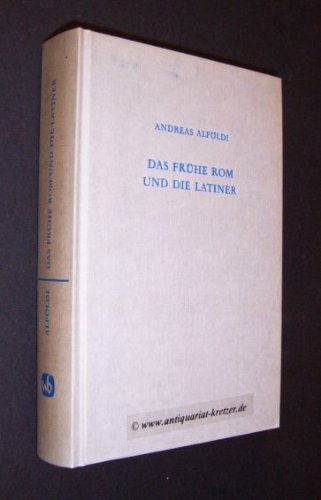 ANDREAS ALFÖLDI
DAS FRÜHE ROM
UND DIE LATINER
ALFÖLDI
DAS FRÜHE ROM UND DIE LATINER
wb
© www.antiquariat-kretzer.de